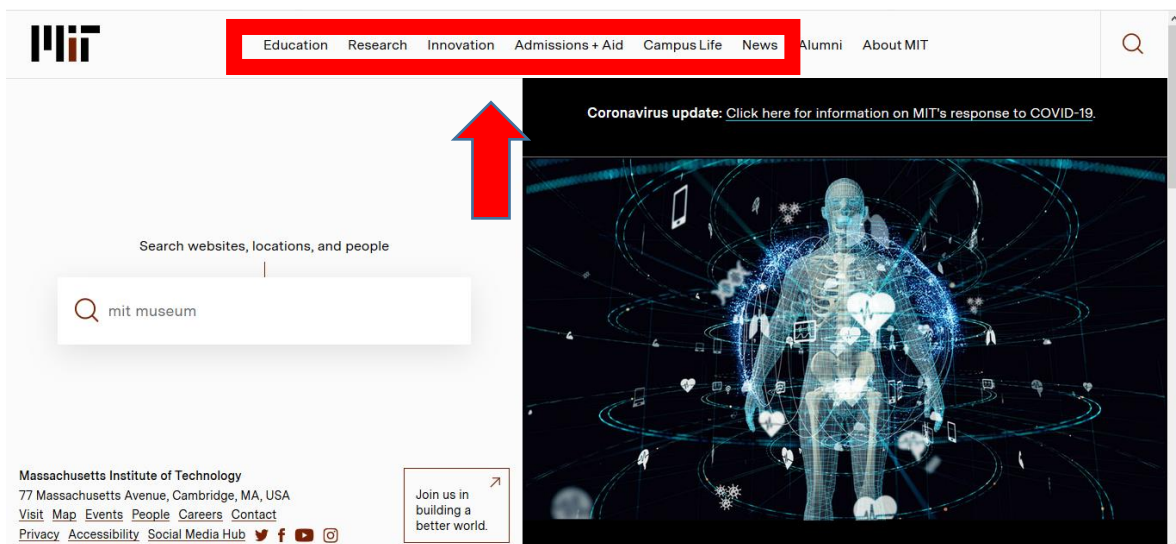 MIT
Education Research Innovation Admissions + Aid Campus Life News Alumni About MIT
Coronavirus update: Click here for information on MIT's response to COVID-19.
Search websites, locations, and people
mit museum
Massachusetts Institute of Technology
77 Massachusetts Avenue, Cambridge, MA, USA
Visit Map Events People Careers Contact
Privacy Accessibility Social Media Hub
Join us in
building a
better world.